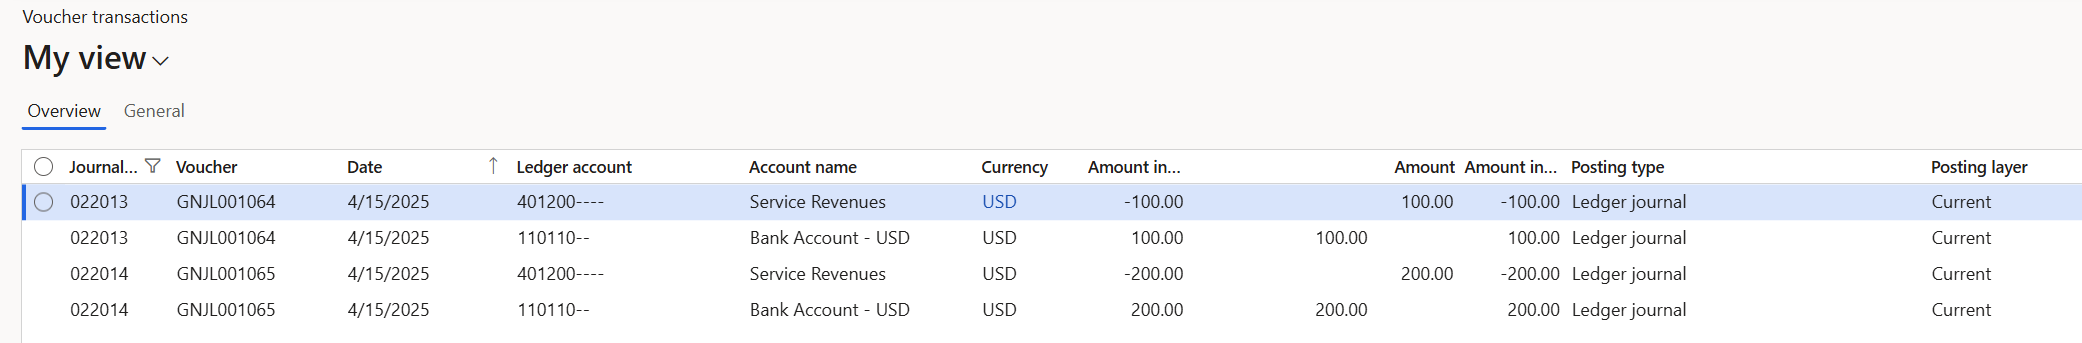 Voucher transactions
My view
Overview General
Journal... Voucher Date Ledger account Account name Currency Amount in... Amount Amount in... Posting type Posting layer
022013 GNJL001064 4/15/2025 401200---- Service Revenues USD -100.00 100.00 -100.00 Ledger journal Current
022013 GNJL001064 4/15/2025 110110-- Bank Account - USD USD 100.00 100.00 100.00 Ledger journal Current
022014 GNJL001065 4/15/2025 401200---- Service Revenues USD -200.00 200.00 -200.00 Ledger journal Current
022014 GNJL001065 4/15/2025 110110-- Bank Account - USD USD 200.00 200.00 200.00 Ledger journal Current